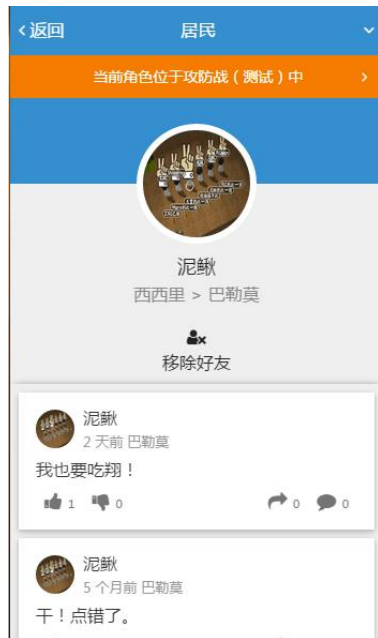 返回 居民
当前角色位于攻防战（测试）中
泥鳅
西西里 > 巴勒莫
移除好友
泥鳅
2 天前 巴勒莫
我也要吃翔！
1 0 0 0
泥鳅
5 个月前 巴勒莫
干！点错了。